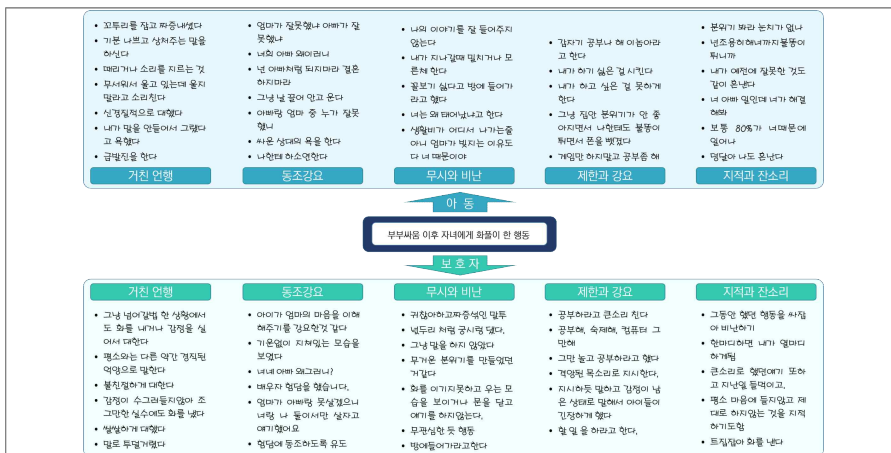 꼬투리를 잡고 짜증내셨다
기분 나쁘고 상처주는 말을
하신다
때리거나 소리를 지르는 것
무서워서 울고 있는데 울지
말라고 소리친다
신경질적으로 대했다
내가 말을 안들어서 그랬다
고 욕했다
급발진을 한다
거친 언행
엄마가 잘못했냐 아빠가 잘
못했냐
너희 아빠 왜이러니
넌 아빠처럼 되지마라 결혼
하지마라
그냥 날 끌어 안고 운다
아빠랑 엄마 중 누가 잘못
했니
싸운 상대의 욕을 한다
나한테 하소연한다
동조강요
나의 이야기를 잘 들어주지
않는다
내가 지나갈때 밀치거나 모
른체 한다
꼴보기 싫다고 방에 들어가
라고 했다
너는 왜 태어났냐고 한다
생활비가 어디서 나가는줄
아니 엄마가 빚지는 이유도
다 너 때문이야
무시와 비난
갑자기 공부나 해 이놈아라
고 한다
내가 하기 싫은 걸 시킨다
내가 하고 싶은 걸 못하게
한다
그냥 집안 분위기가 안 좋
아지면서 나한테도 불똥이
튀면서 폰을 뺏겼다
게임만 하지말고 공부좀 해
제한과 강요
분위기 봐라 눈치가 없나
넌조용히해너까지불똥이
튀니까
내가 예전에 잘못한 것도
같이 혼낸다
너 아빠 일인데 너가 해결
해봐
보통 80%가 너때문에
일어나
덩달아 나도 혼난다
지적과 잔소리
아 동
부부싸움 이후 자녀에게 화풀이 한 행동
보 호 자
거친 언행
그냥 넘어갈법 한 상황에서
도 화를 내거나 감정을 실
어서 대한다
평소와는 다른 약간 경직된
억양으로 말한다
불친절하게 대한다
감정이 수그러들지않아 조
그만한 실수에도 화를 냈다
쌀쌀하게 대했다
말로 투덜거렸다
동조강요
아이가 엄마의 마음을 이해
해주기를 강요한것 같다
기운없이 지쳐있는 모습을
보였다
너네 아빠 왜그러니?
배우자 험담을 했습니다.
엄마가 아빠랑 못살겠으니
너랑 나 둘이서만 살자고
얘기했어요
험담에 동조하도록 유도
무시와 비난
귀찮아하고짜증섞인 말투
넋두리 처럼 궁시렁 댔다.
그냥 말을 하지 않았다
무거운 분위기를 만들었던
거같다
화를 이기지못하고 우는 모
습을 보이거나 문을 닫고
얘기를 하지않는다.
무관심한 듯 행동
방에들어가라고한다
제한과 강요
공부하라고 큰소리 친다
공부해, 숙제해, 컴퓨터 그
만해
그만 놀고 공부하라고 했다
격양된 목소리로 지시한다.
지시하듯 말하고 감정이 남
은 상태로 말해서 아이들이
긴장하게 했다
할 일 을 하라고 한다.
지적과 잔소리
그동안 했던 행동을 싸잡
아 비난하기
한마디하면 내가 열마디
하게됨
큰소리로 했던얘기 또하
고 지난일 들먹이고,
평소 마음에 들지않고 제
대로 하지않는 것을 지적
하기도함
트집잡아 화를 낸다